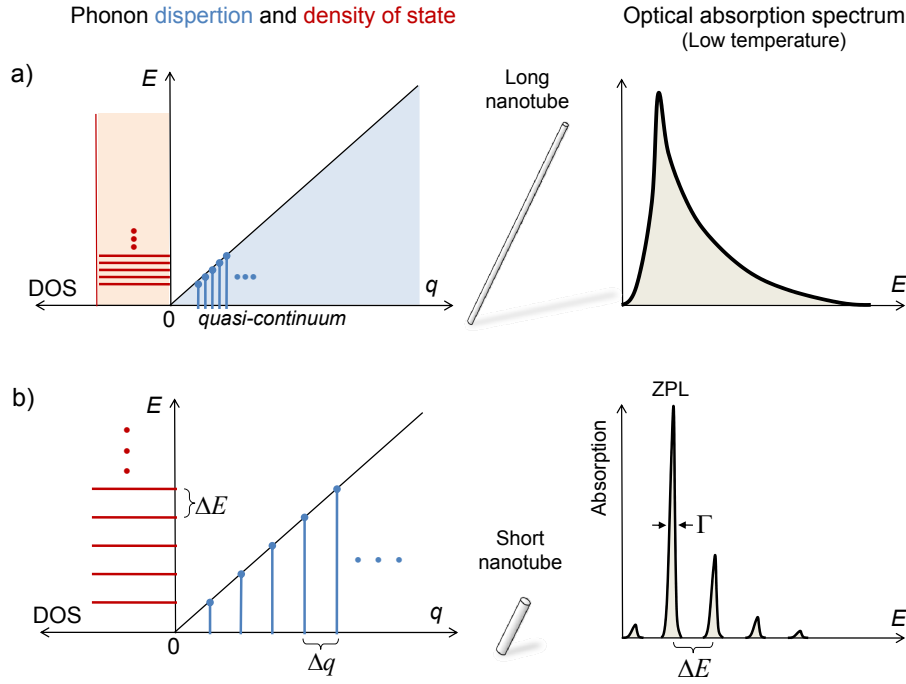 Phonon dispertion and density of state
Optical absorption spectrum
(Low temperature)
a)
E
Long
nanotube
DOS
q
0
quasi-continuum
E
b)
E
ZPL
Absorption
ΔE
Γ
Short
nanotube
DOS
q
0
Δq
E
ΔE